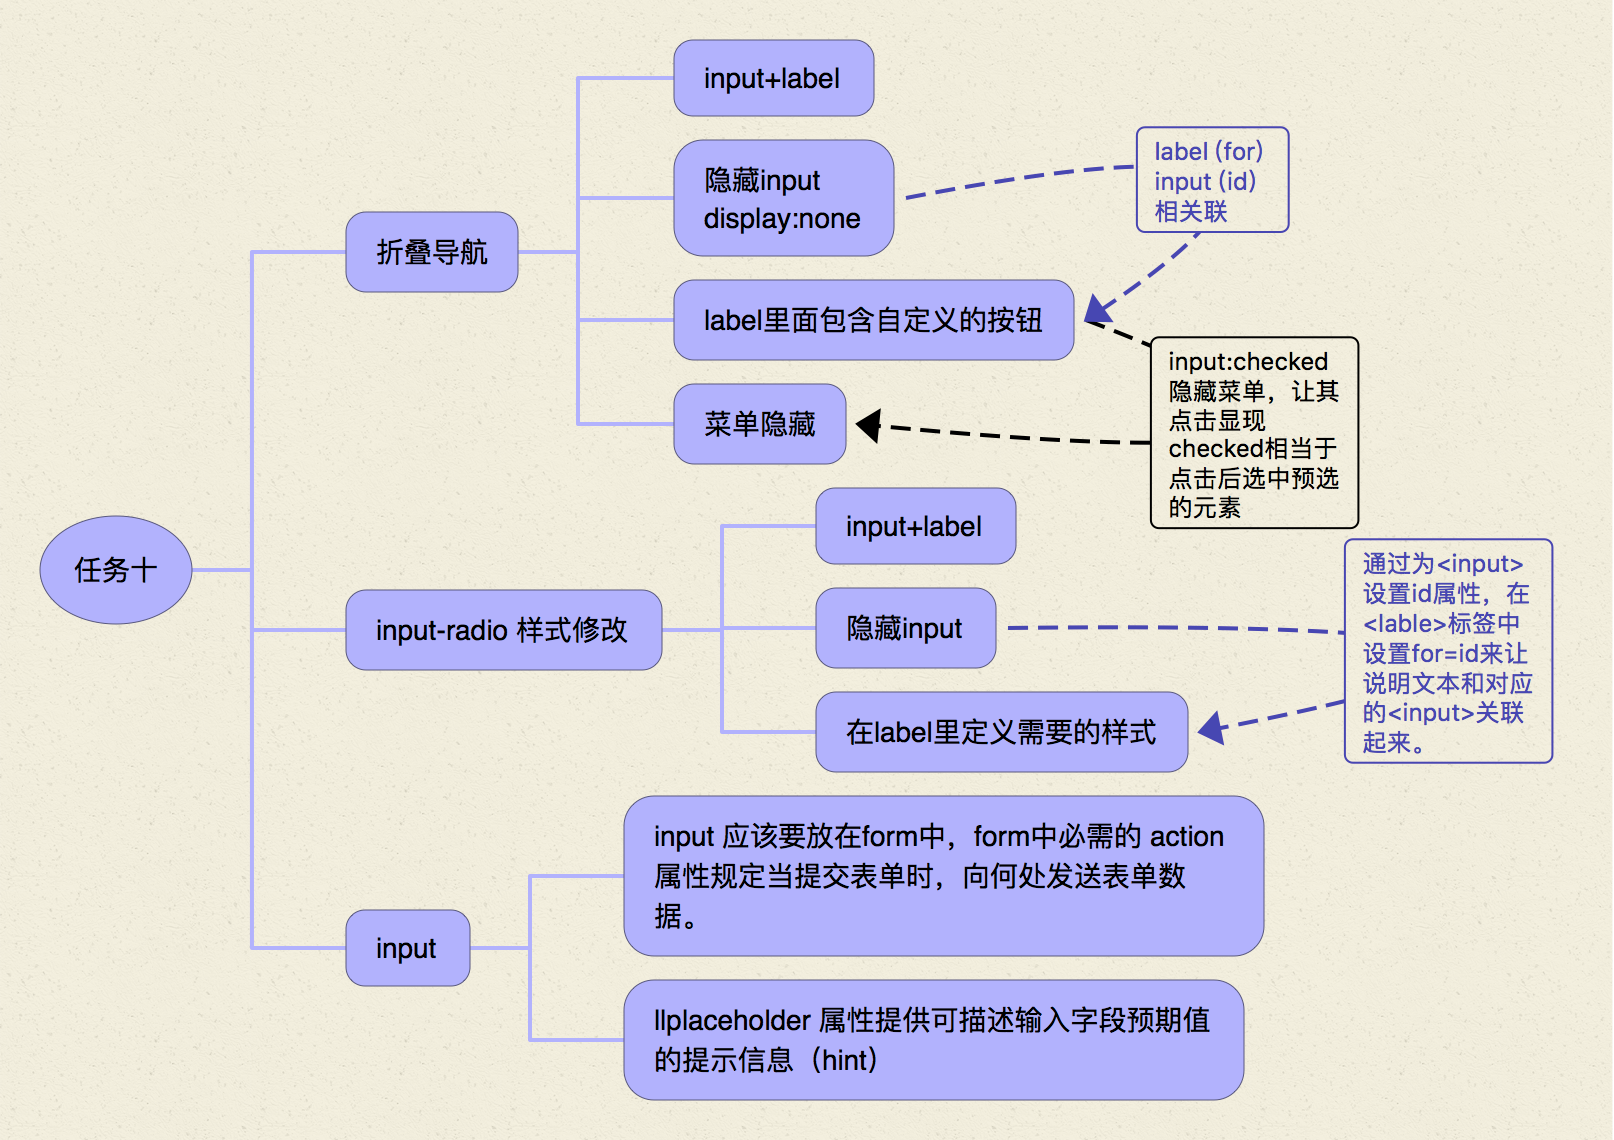 任务十
折叠导航
input+label
隐藏input
display:none
label里面包含自定义的按钮
菜单隐藏
label (for)
input (id)
相关联
input:checked
隐藏菜单，让其
点击显现
checked相当于
点击后选中预选
的元素
input-radio 样式修改
input+label
隐藏input
在label里定义需要的样式
通过为<input>
设置id属性，在
<lable>标签中
设置for=id来让
说明文本和对应
的<input>关联
起来。
input
input 应该要放在form中，form中必需的 action
属性规定当提交表单时，向何处发送表单数
据。
llplaceholder 属性提供可描述输入字段预期值
的提示信息（hint）